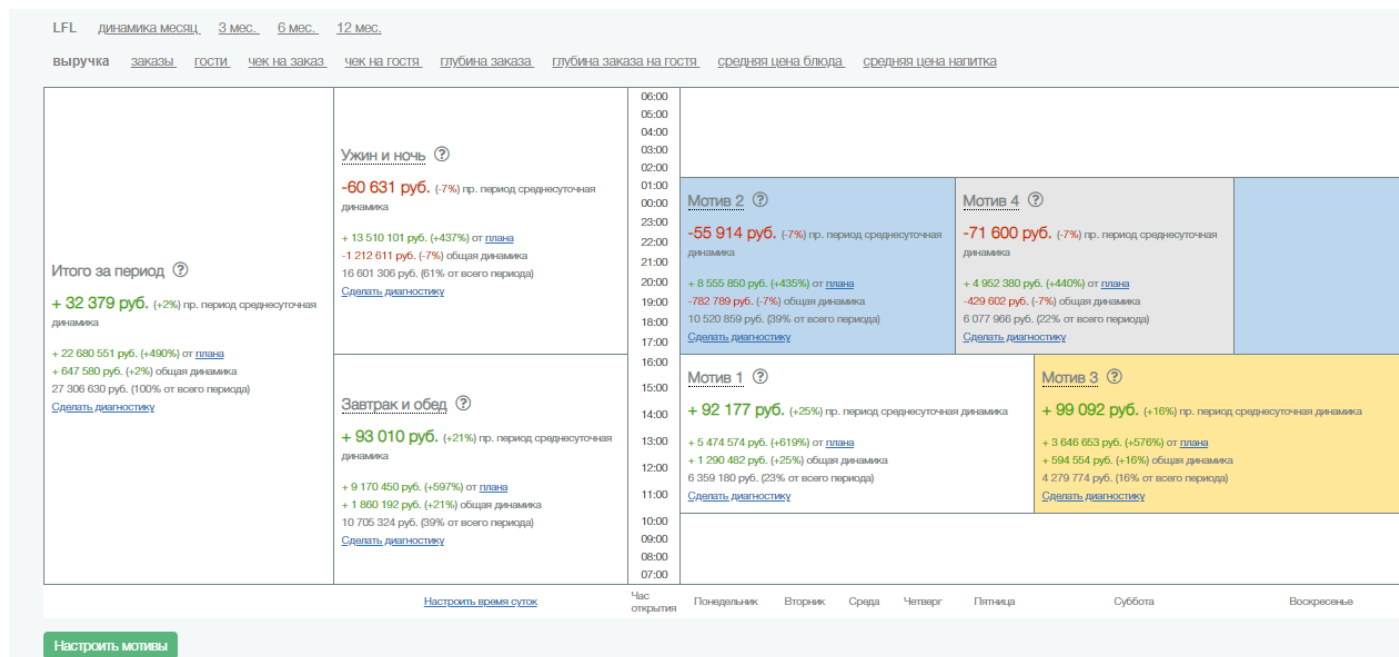 LFL динамика месяц 3 мес. 6 мес. 12 мес.
выручка заказы гости чек на заказ чек на гостя глубина заказа глубина заказа на гостя средняя цена блюда средняя цена напитка
Итого за период ?
+ 32 379 руб. (+2%) пр. период среднесуточная
динамика
+ 22 680 551 руб. (+490%) от плана
+ 647 580 руб. (+2%) общая динамика
27 306 630 руб. (100% от всего периода)
Сделать диагностику
Ужин и ночь ?
-60 631 руб. (-7%) пр. период среднесуточная
динамика
+ 13 510 101 руб. (+437%) от плана
-1 212 611 руб. (-7%) общая динамика
16 601 306 руб. (61% от всего периода)
Сделать диагностику
Завтрак и обед ?
+ 93 010 руб. (+21%) пр. период среднесуточная
динамика
+ 9 170 450 руб. (+597%) от плана
+ 1 860 192 руб. (+21%) общая динамика
10 705 324 руб. (39% от всего периода)
Сделать диагностику
06:00
05:00
04:00
03:00
02:00
01:00
00:00
23:00
22:00
21:00
20:00
19:00
18:00
17:00
16:00
15:00
14:00
13:00
12:00
11:00
10:00
09:00
08:00
07:00
Мотив 2 ?
-55 914 руб. (-7%) пр. период среднесуточная
динамика
+ 8 555 850 руб. (+435%) от плана
-782 789 руб. (-7%) общая динамика
10 520 859 руб. (39% от всего периода)
Сделать диагностику
Мотив 4 ?
-71 600 руб. (-7%) пр. период среднесуточная
динамика
+ 4 952 380 руб. (+440%) от плана
-429 602 руб. (-7%) общая динамика
6 077 966 руб. (22% от всего периода)
Сделать диагностику
Мотив 1 ?
+ 92 177 руб. (+25%) пр. период среднесуточная динамика
+ 5 474 574 руб. (+619%) от плана
+ 1 290 482 руб. (+25%) общая динамика
6 359 180 руб. (23% от всего периода)
Сделать диагностику
Мотив 3 ?
+ 99 092 руб. (+16%) пр. период среднесуточная динамика
+ 3 646 653 руб. (+576%) от плана
+ 594 554 руб. (+16%) общая динамика
4 279 774 руб. (16% от всего периода)
Сделать диагностику
Настроить время суток
Час
открытия
Понедельник Вторник Среда Четверг Пятница Суббота Воскресенье
Настроить мотивы